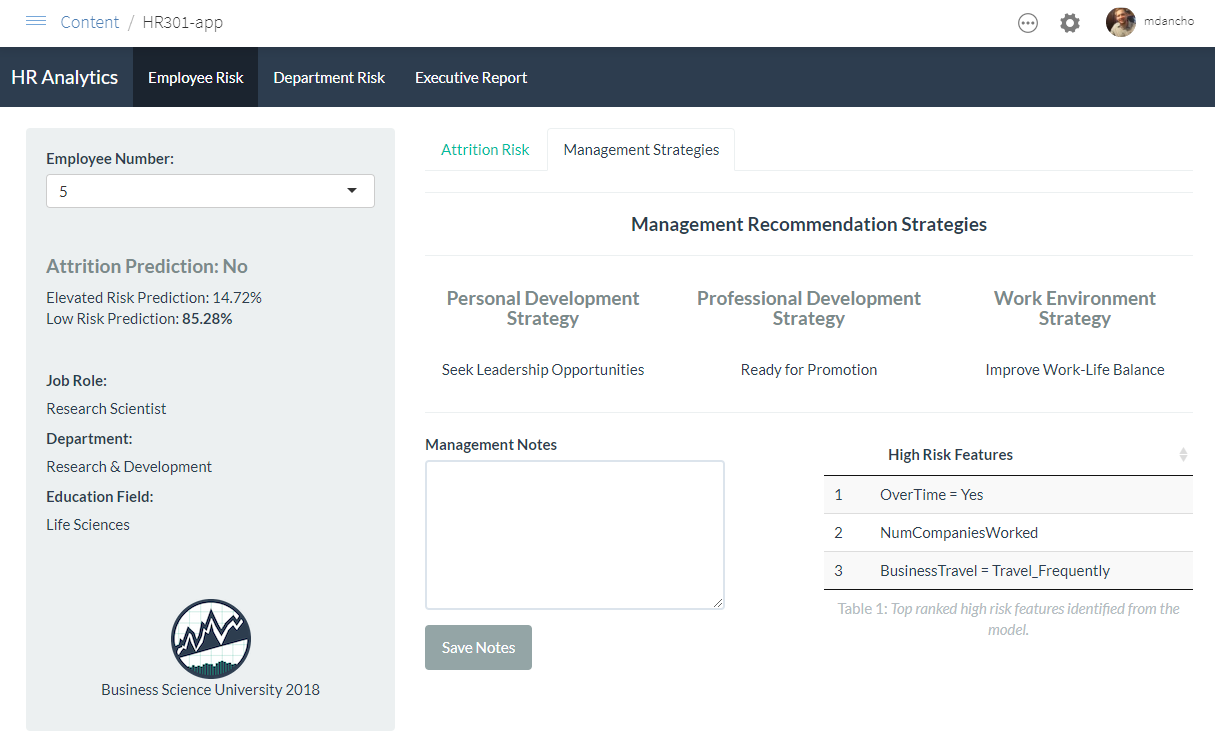 Content / HR301-app
mdancho
HR Analytics
Employee Risk
Department Risk
Executive Report
Employee Number:
5
Attrition Prediction: No
Elevated Risk Prediction: 14.72%
Low Risk Prediction: 85.28%
Job Role:
Research Scientist
Department:
Research & Development
Education Field:
Life Sciences
Business Science University 2018
Attrition Risk
Management Strategies
Management Recommendation Strategies
Personal Development
Strategy
Seek Leadership Opportunities
Professional Development
Strategy
Ready for Promotion
Work Environment
Strategy
Improve Work-Life Balance
Management Notes
Save Notes
High Risk Features
1 OverTime = Yes
2 NumCompaniesWorked
3 BusinessTravel = Travel_Frequently
Table 1: Top ranked high risk features identified from the
model.